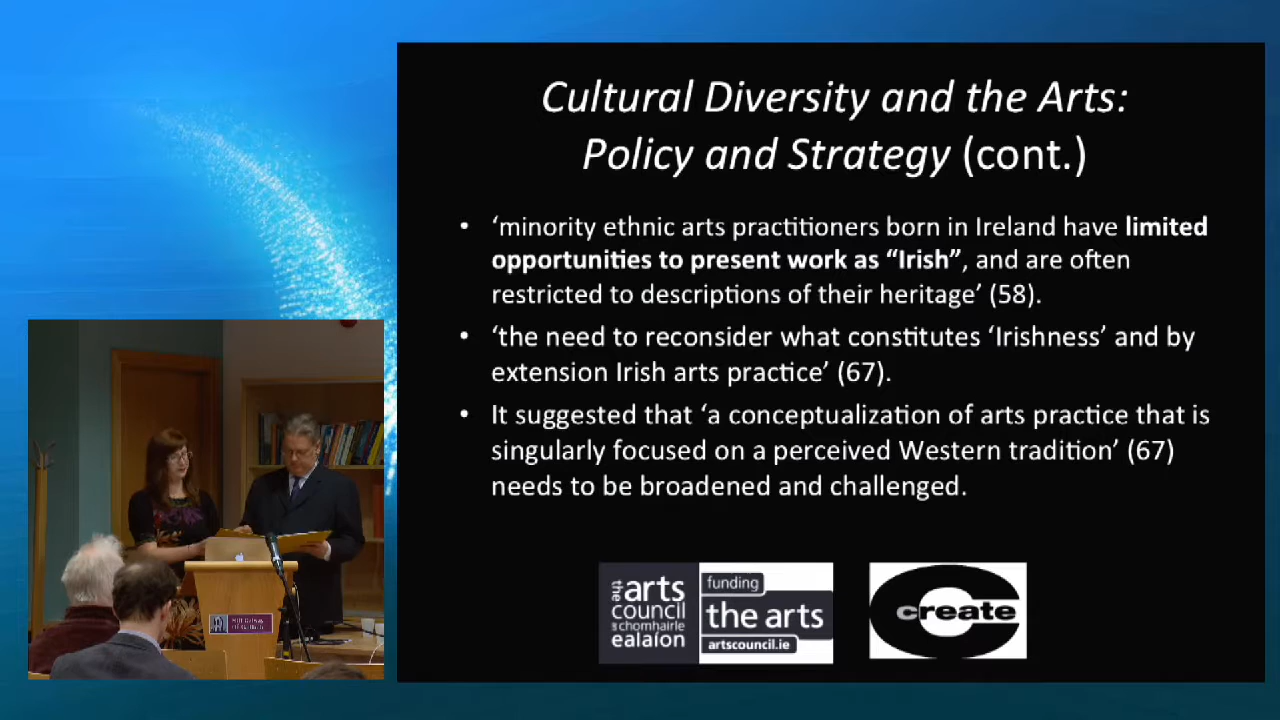 Cultural Diversity and the Arts:
Policy and Strategy (cont.)
• ‘minority ethnic arts practitioners born in Ireland have limited
opportunities to present work as “Irish”, and are often
restricted to descriptions of their heritage’ (58).
• ‘the need to reconsider what constitutes ‘Irishness’ and by
extension Irish arts practice’ (67).
• It suggested that ‘a conceptualization of arts practice that is
singularly focused on a perceived Western tradition’ (67)
needs to be broadened and challenged.
the arts
council
chomhairle
ealaíon
funding
the arts
artscouncil.ie
create